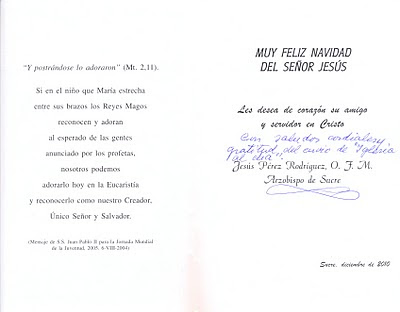 "Y postrándose lo adoraron" (Mt. 2,11).
Si en el niño que María estrecha
entre sus brazos los Reyes Magos
reconocen y adoran
al esperado de las gentes
anunciado por los profetas,
nosotros podemos
adorarlo hoy en la Eucaristía
y reconocerlo como nuestro Creador,
Único Señor y Salvador.
(Mensaje de S.S. Juan Pablo II para la Jornada Mundial
de la Juventud, 2005, 6-VIII-2004)
MUY FELIZ NAVIDAD
DEL SEÑOR JESÚS
Les desea de corazón su amigo
y servidor en Cristo
Con saludos cordiales y
gratitud del envío de "Iglesia
al día".
Jesús Pérez Rodríguez, O. F. M.
Arzobispo de Sucre
Sucre, diciembre de 2010